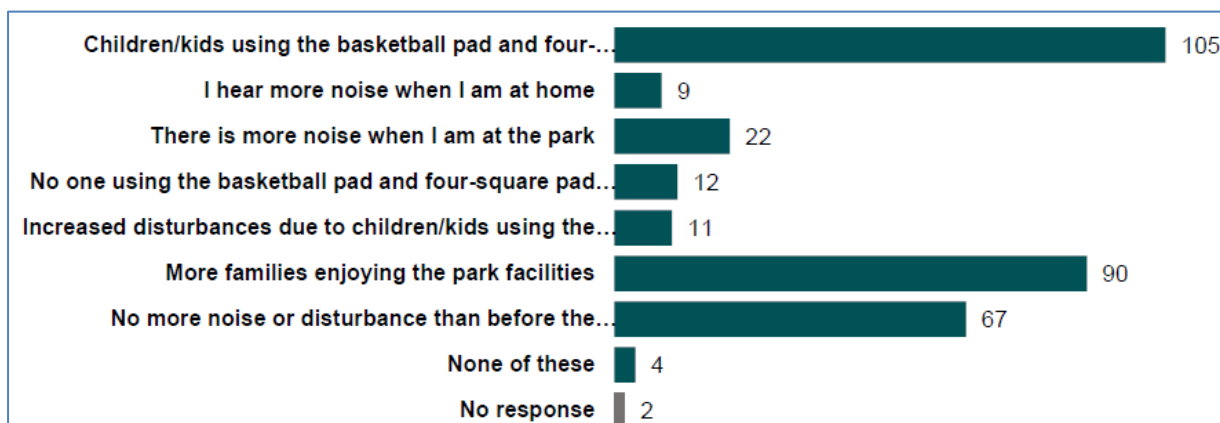 Children/kids using the basketball pad and four-... 105
I hear more noise when I am at home 9
There is more noise when I am at the park 22
No one using the basketball pad and four-square pad... 12
Increased disturbances due to children/kids using the... 11
More families enjoying the park facilities 90
No more noise or disturbance than before the... 67
None of these 4
No response 2